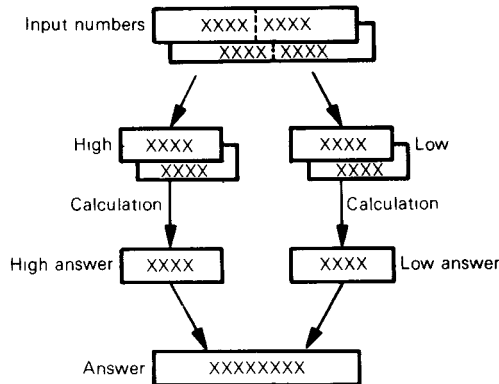 Input numbers
XXXX XXXX
XXXX XXXX
High
XXXX
XXXX
XXXX
XXXX
Low
Calculation
Calculation
High answer
XXXX
XXXX
Low answer
Answer
XXXXXXXX